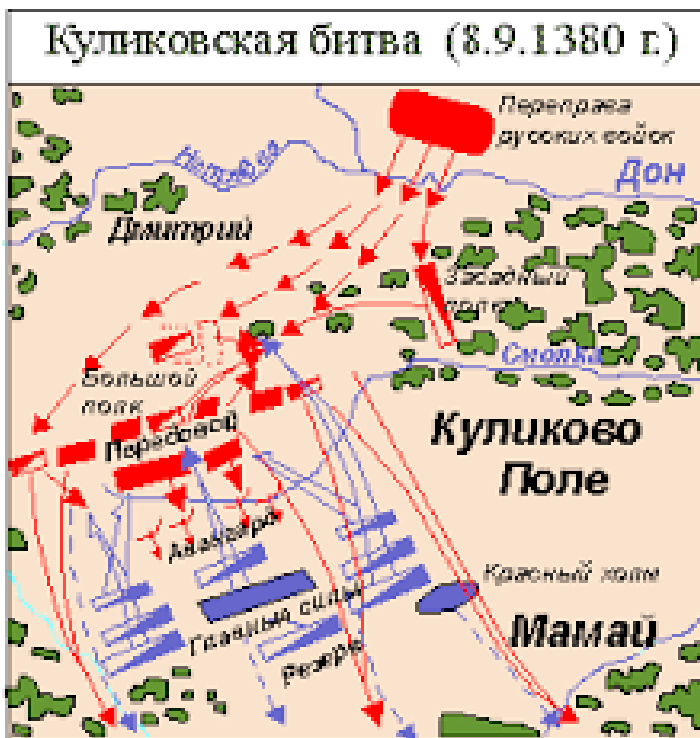 Куликовская битва (8.9.1380 г.)
Переправа
русских войск
Непрядва
Дон
Дмитрий
Засадный
полк
Смолка
Большой
полк
Передовой
Куликово
Поле
Авангард
Красный холм
Главные силы
Мамай
Резерв